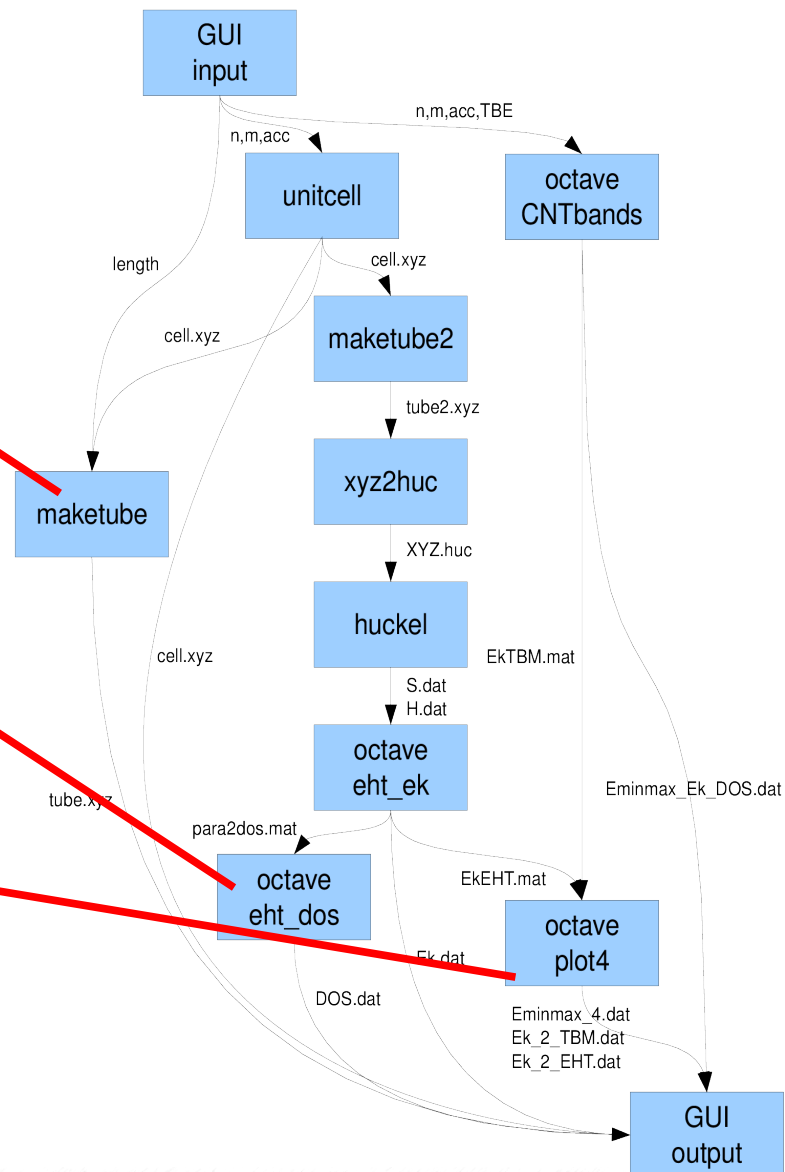 GUI
input
n,m,acc,TBE
n,m,acc
unitcell
octave
CNTbands
length
cell.xyz
cell.xyz
maketube2
tube2.xyz
maketube
xyz2huc
XYZ.huc
huckel
cell.xyz
EkTBM.mat
S.dat
H.dat
octave
eht_ek
Eminmax_Ek_DOS.dat
tube.xyz
para2dos.mat
octave
eht_dos
EkEHT.mat
octave
plot4
Ek.dat
DOS.dat
Eminmax_4.dat
Ek_2_TBM.dat
Ek_2_EHT.dat
GUI
output